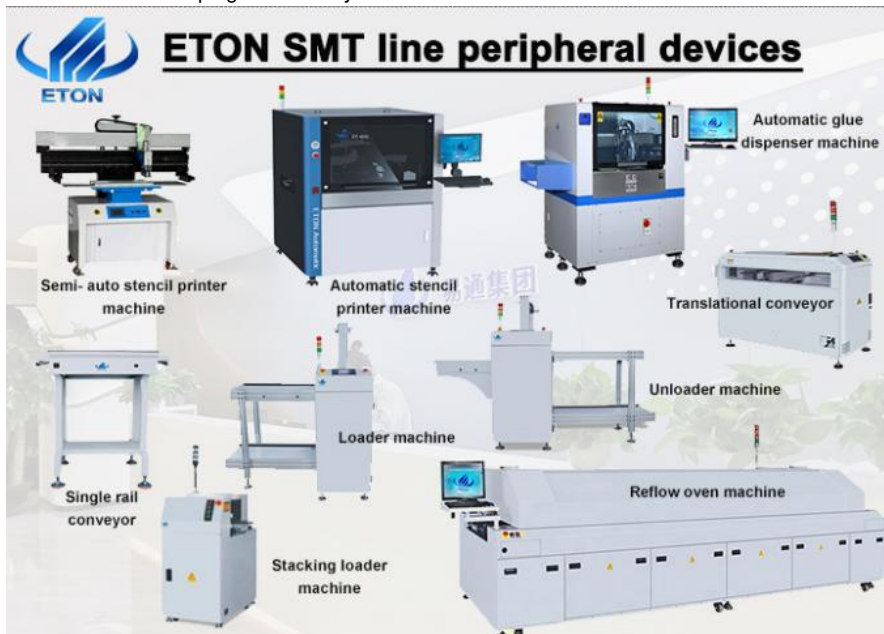 ETON SMT line peripheral devices
ETON
Automatic glue
dispenser machine
ETON Automatix
Semi- auto stencil printer
machine
Automatic stencil
printer machine
易通集团
Translational conveyor
Unloader machine
Loader machine
Single rail
conveyor
Reflow oven machine
Stacking loader
machine